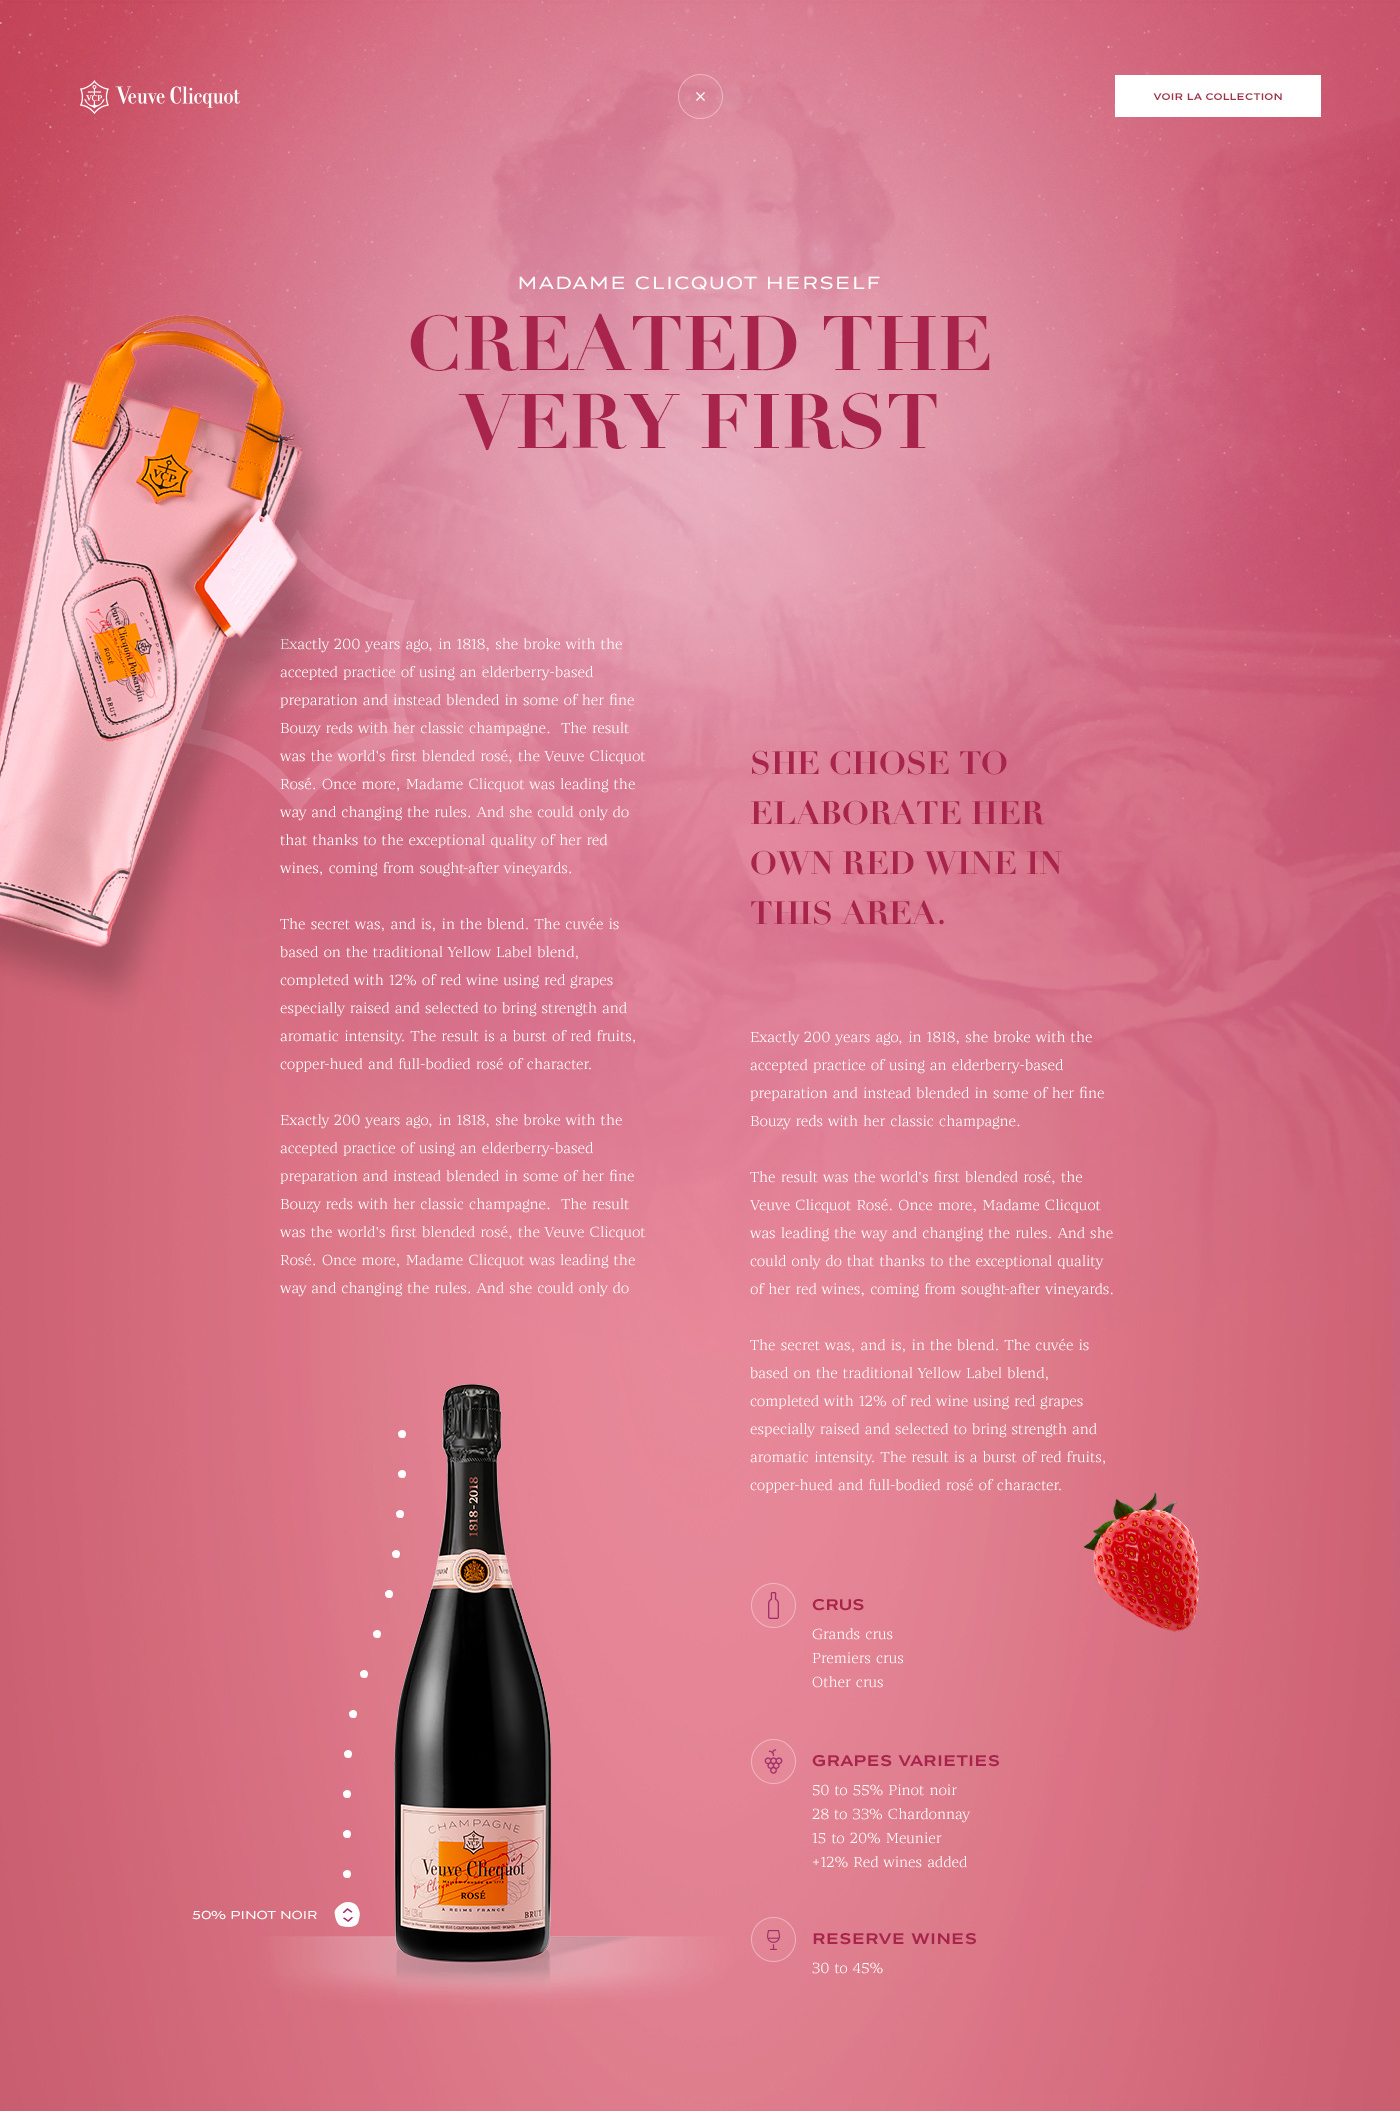 VCP Veuve Clicquot
VOIR LA COLLECTION
MADAME CLICQUOT HERSELF
CREATED THE
VERY FIRST
VCP
CHAMPAGNE
Veuve Clicquot Ponsardin
ROSÉ
BRUT
Exactly 200 years ago, in 1818, she broke with the
accepted practice of using an elderberry-based
preparation and instead blended in some of her fine
Bouzy reds with her classic champagne.  The result
was the world's first blended rosé, the Veuve Clicquot
Rosé. Once more, Madame Clicquot was leading the
way and changing the rules. And she could only do
that thanks to the exceptional quality of her red
wines, coming from sought-after vineyards.
The secret was, and is, in the blend. The cuvée is
based on the traditional Yellow Label blend,
completed with 12% of red wine using red grapes
especially raised and selected to bring strength and
aromatic intensity. The result is a burst of red fruits,
copper-hued and full-bodied rosé of character.
Exactly 200 years ago, in 1818, she broke with the
accepted practice of using an elderberry-based
preparation and instead blended in some of her fine
Bouzy reds with her classic champagne.  The result
was the world's first blended rosé, the Veuve Clicquot
Rosé. Once more, Madame Clicquot was leading the
way and changing the rules. And she could only do
SHE CHOSE TO
ELABORATE HER
OWN RED WINE IN
THIS AREA.
Exactly 200 years ago, in 1818, she broke with the
accepted practice of using an elderberry-based
preparation and instead blended in some of her fine
Bouzy reds with her classic champagne.
The result was the world's first blended rosé, the
Veuve Clicquot Rosé. Once more, Madame Clicquot
was leading the way and changing the rules. And she
could only do that thanks to the exceptional quality
of her red wines, coming from sought-after vineyards.
The secret was, and is, in the blend. The cuvée is
based on the traditional Yellow Label blend,
completed with 12% of red wine using red grapes
especially raised and selected to bring strength and
aromatic intensity. The result is a burst of red fruits,
copper-hued and full-bodied rosé of character.
1818-2018
CHAMPAGNE
VCP
Veuve Clicquot
ROSÉ
A REIMS FRANCE
BRUT
50% PINOT NOIR
CRUS
Grands crus
Premiers crus
Other crus
GRAPES VARIETIES
50 to 55% Pinot noir
28 to 33% Chardonnay
15 to 20% Meunier
+12% Red wines added
RESERVE WINES
30 to 45%